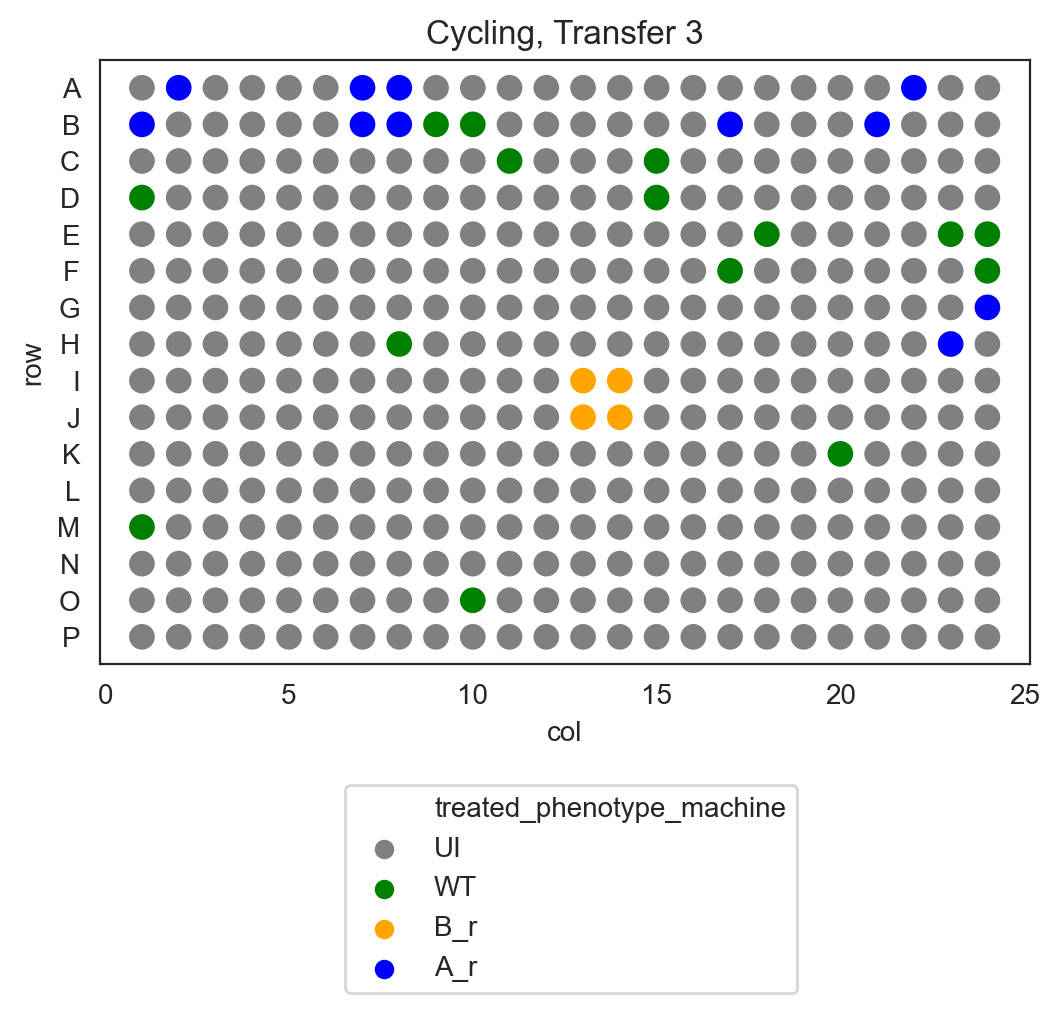 Cycling, Transfer 3
A
B
C
D
E
F
G
H
I
J
K
L
M
N
O
P
row
0 5 10 15 20 25
col
treated_phenotype_machine
UI
WT
B_r
A_r